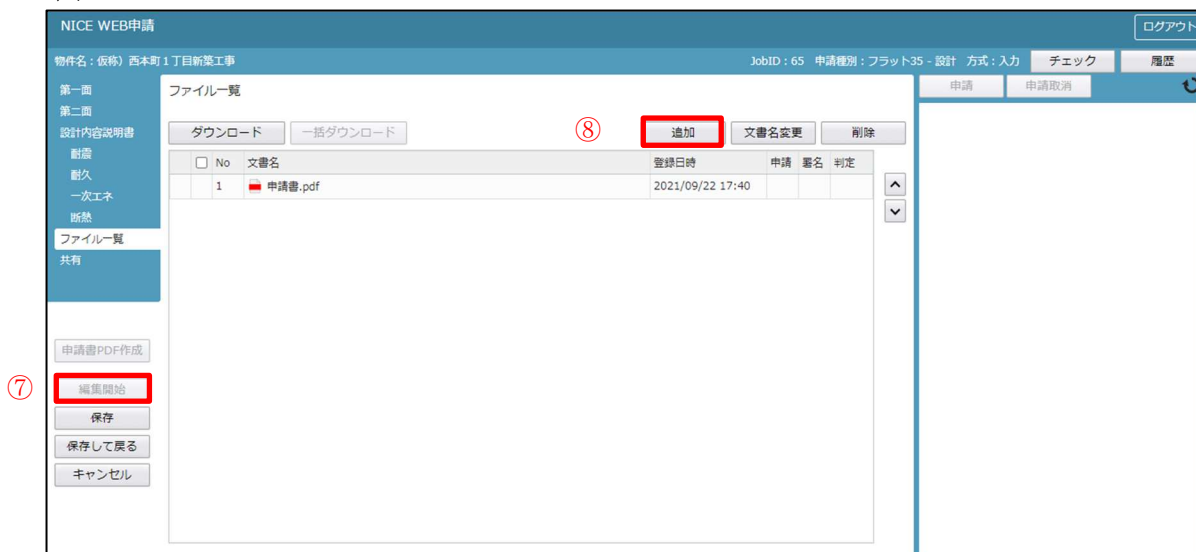 NICE WEB申請
ログアウト
物件名：仮称）西本町１丁目新築工事
JobID：65 申請種別：フラット35 - 設計 方式：入力
チェック
履歴
申請
申請取消
第一面
第二面
設計内容説明書
耐震
耐久
一次エネ
断熱
ファイル一覧
共有
ファイル一覧
ダウンロード
一括ダウンロード
⑧
追加
文書名変更
削除
No 文書名 登録日時 申請 署名 判定
1 申請書.pdf 2021/09/22 17:40
申請書PDF作成
⑦
編集開始
保存
保存して戻る
キャンセル